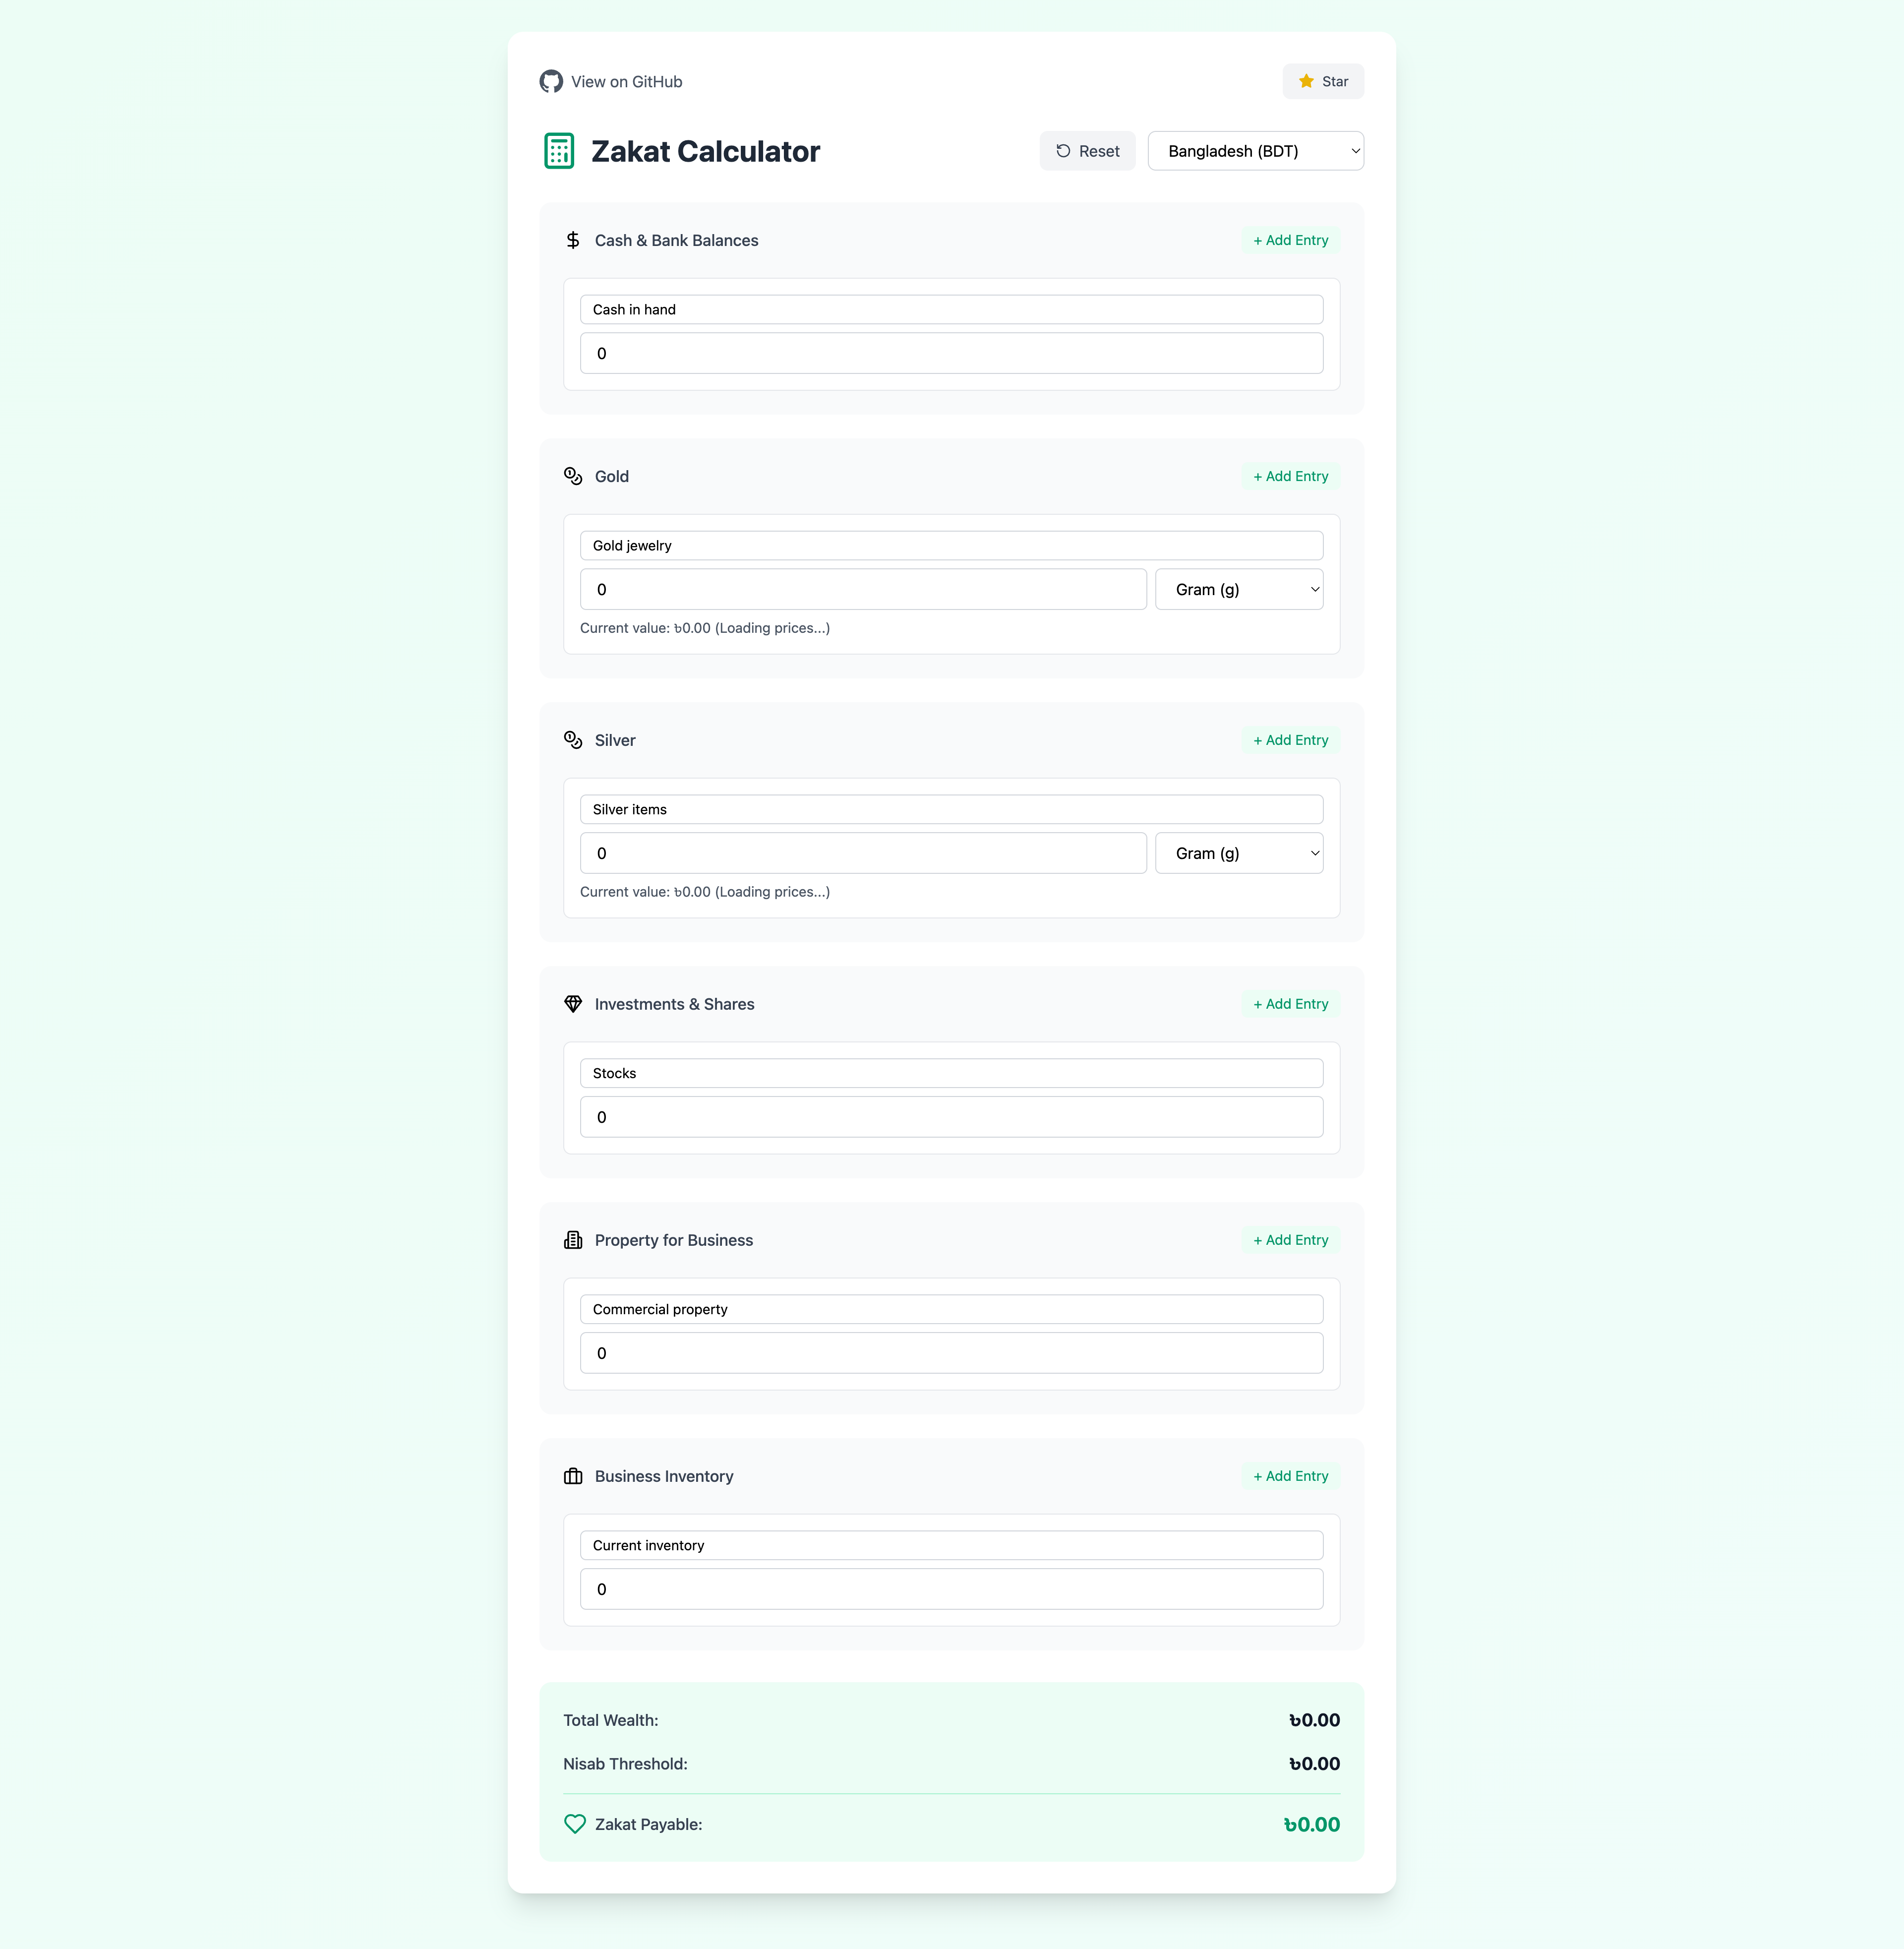 View on GitHub
Star
Zakat Calculator
Reset
Bangladesh (BDT)
Cash & Bank Balances
+ Add Entry
Cash in hand
0
Gold
+ Add Entry
Gold jewelry
0
Gram (g)
Current value: ৳0.00 (Loading prices...)
Silver
+ Add Entry
Silver items
0
Gram (g)
Current value: ৳0.00 (Loading prices...)
Investments & Shares
+ Add Entry
Stocks
0
Property for Business
+ Add Entry
Commercial property
0
Business Inventory
+ Add Entry
Current inventory
0
Total Wealth:
৳0.00
Nisab Threshold:
৳0.00
Zakat Payable:
৳0.00